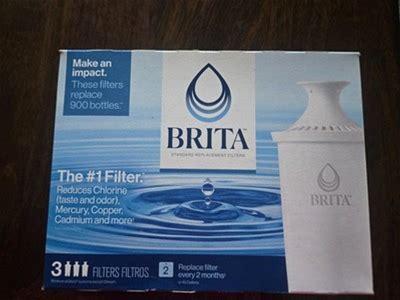 Make an
impact.
These filters
replace
900 bottles.
BRITA
STANDARD REPLACEMENT FILTERS
The #1 Filter.
Reduces Chlorine
(taste and odor),
Mercury, Copper,
Cadmium and more
BRITA
3 FILTERS FILTROS
2 Replace filter
every 2 months